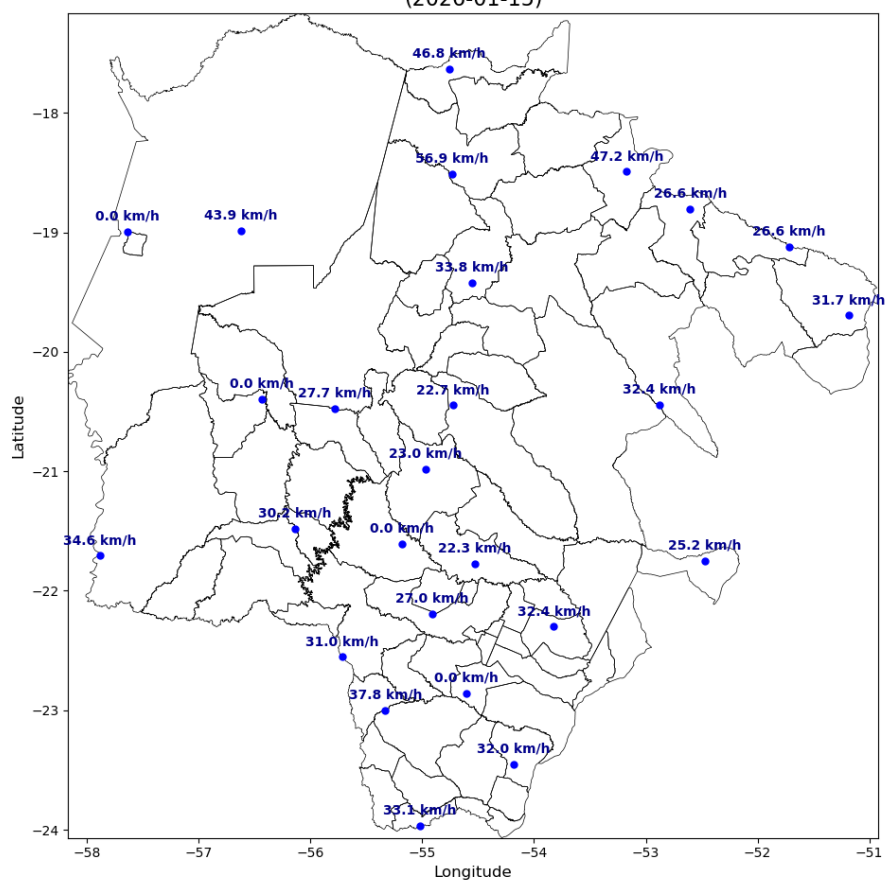 (2026-01-15)
46.8 km/h
56.9 km/h
47.2 km/h
26.6 km/h
0.0 km/h
43.9 km/h
26.6 km/h
33.8 km/h
31.7 km/h
0.0 km/h
27.7 km/h
22.7 km/h
32.4 km/h
23.0 km/h
30.2 km/h
34.6 km/h
0.0 km/h
22.3 km/h
25.2 km/h
27.0 km/h
32.4 km/h
31.0 km/h
0.0 km/h
37.8 km/h
32.0 km/h
33.1 km/h
Latitude
−18
−19
−20
−21
−22
−23
−24
−58 −57 −56 −55 −54 −53 −52 −51
Longitude